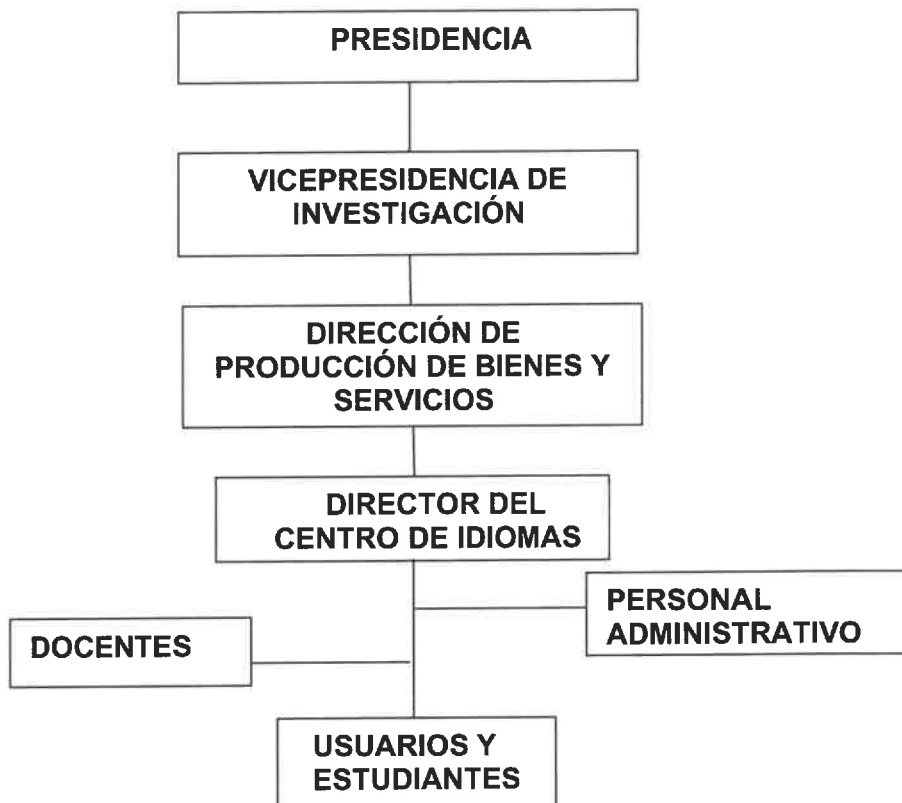 PRESIDENCIA
VICEPRESIDENCIA DE
INVESTIGACIÓN
DIRECCIÓN DE
PRODUCCIÓN DE BIENES Y
SERVICIOS
DIRECTOR DEL
CENTRO DE IDIOMAS
PERSONAL
ADMINISTRATIVO
DOCENTES
USUARIOS Y
ESTUDIANTES